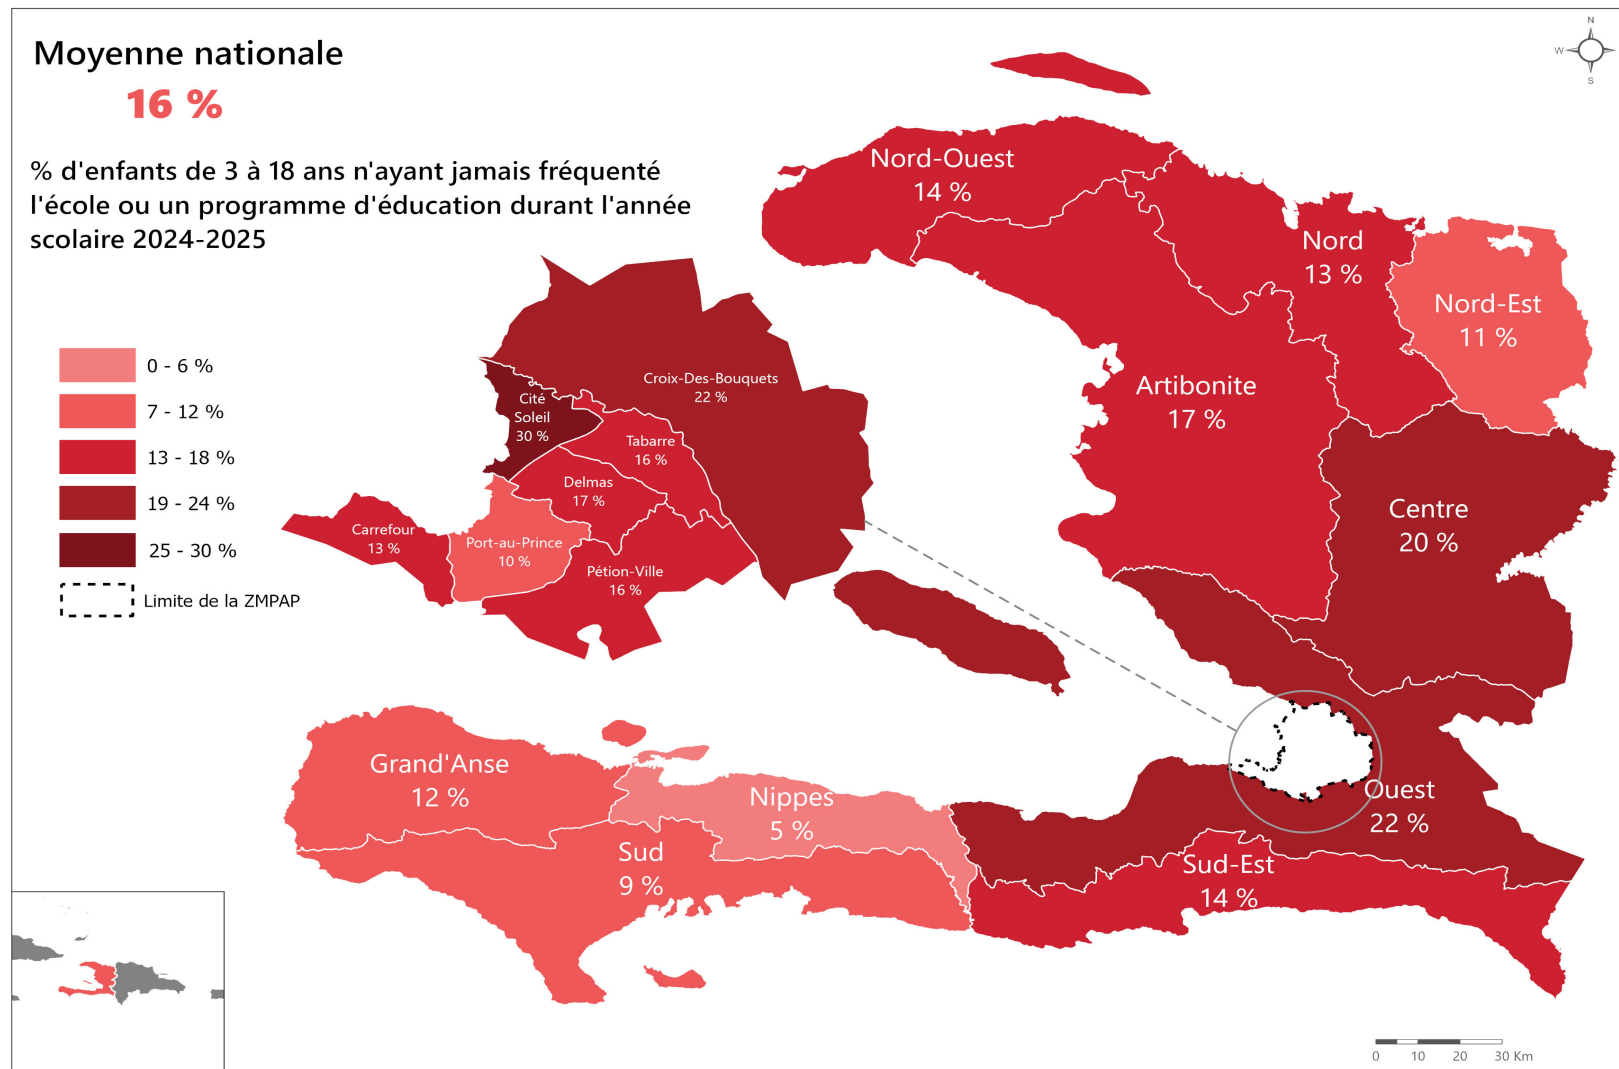 Moyenne nationale
16 %
% d'enfants de 3 à 18 ans n'ayant jamais fréquenté
l'école ou un programme d'éducation durant l'année
scolaire 2024-2025
0 - 6 %
7 - 12 %
13 - 18 %
19 - 24 %
25 - 30 %
Limite de la ZMPAP
N
W
S
Nord-Ouest
14 %
Nord
13 %
Nord-Est
11 %
Artibonite
17 %
Centre
20 %
Croix-Des-Bouquets
22 %
Cité
Soleil
30 %
Tabarre
16 %
Delmas
17 %
Carrefour
13 %
Port-au-Prince
10 %
Pétion-Ville
16 %
Grand'Anse
12 %
Nippes
5 %
Sud
9 %
Ouest
22 %
Sud-Est
14 %
0 10 20 30 Km